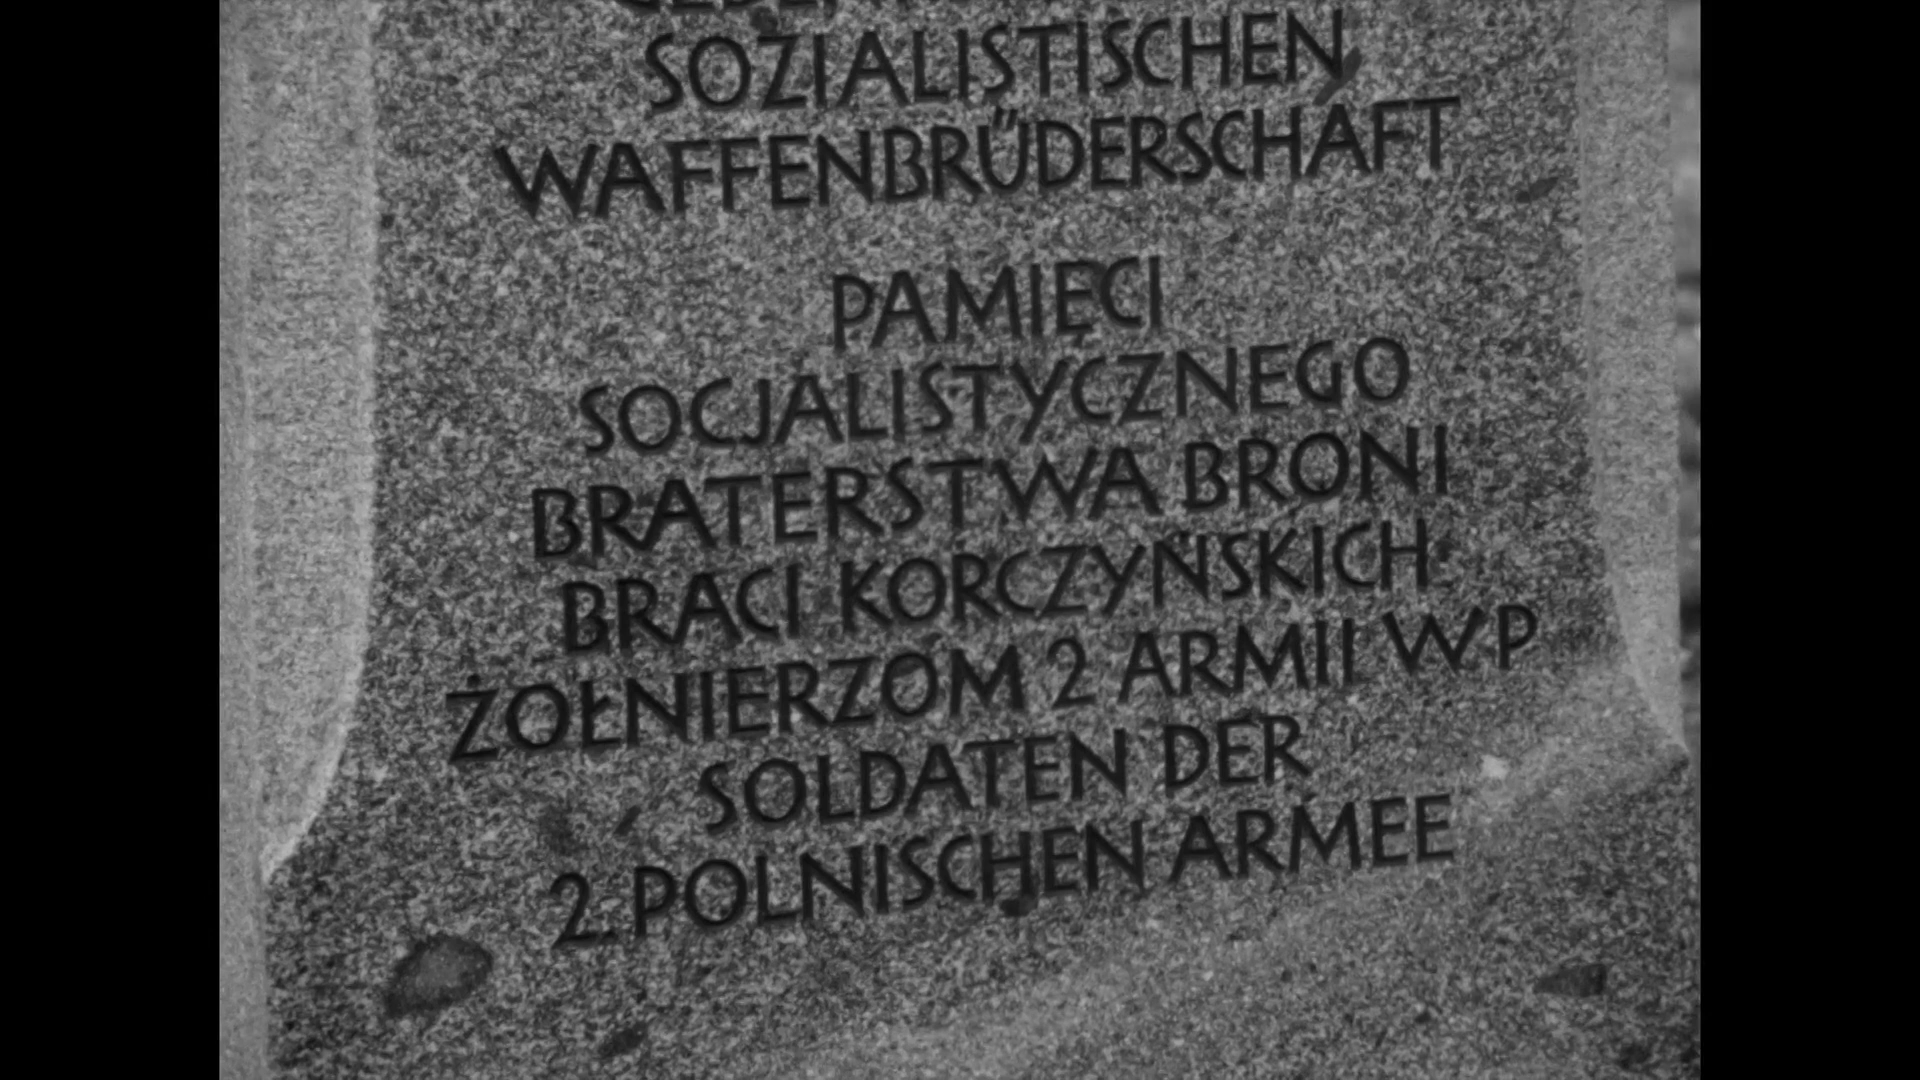 SOZIALISTISCHEN
WAFFENBRÜDERSCHAFT
PAMIĘCI
SOCJALISTYCZNEGO
BRATERSTWA BRONI
BRACI KORCZYŃSKICH
ŻOŁNIERZOM 2 ARMII WP
SOLDATEN DER
2. POLNISCHEN ARMEE